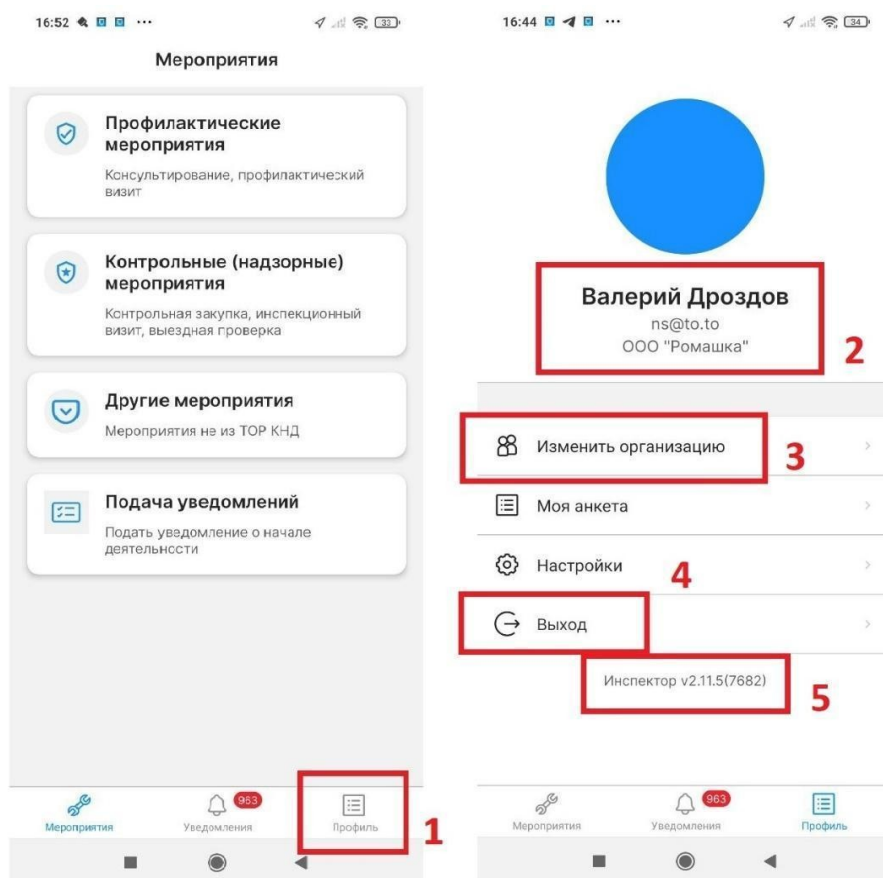 16:52
33
Мероприятия
Профилактические
мероприятия
Консультирование, профилактический
визит
Контрольные (надзорные)
мероприятия
Контрольная закупка, инспекционный
визит, выездная проверка
Другие мероприятия
Мероприятия не из ТОР КНД
Подача уведомлений
Подать уведомление о начале
деятельности
963
Мероприятия
Уведомления
Профиль
1
16:44
34
Валерий Дроздов
ns@to.to
ООО "Ромашка"
2
Изменить организацию
3
Моя анкета
Настройки
4
Выход
Инспектор v2.11.5(7682)
5
963
Мероприятия
Уведомления
Профиль